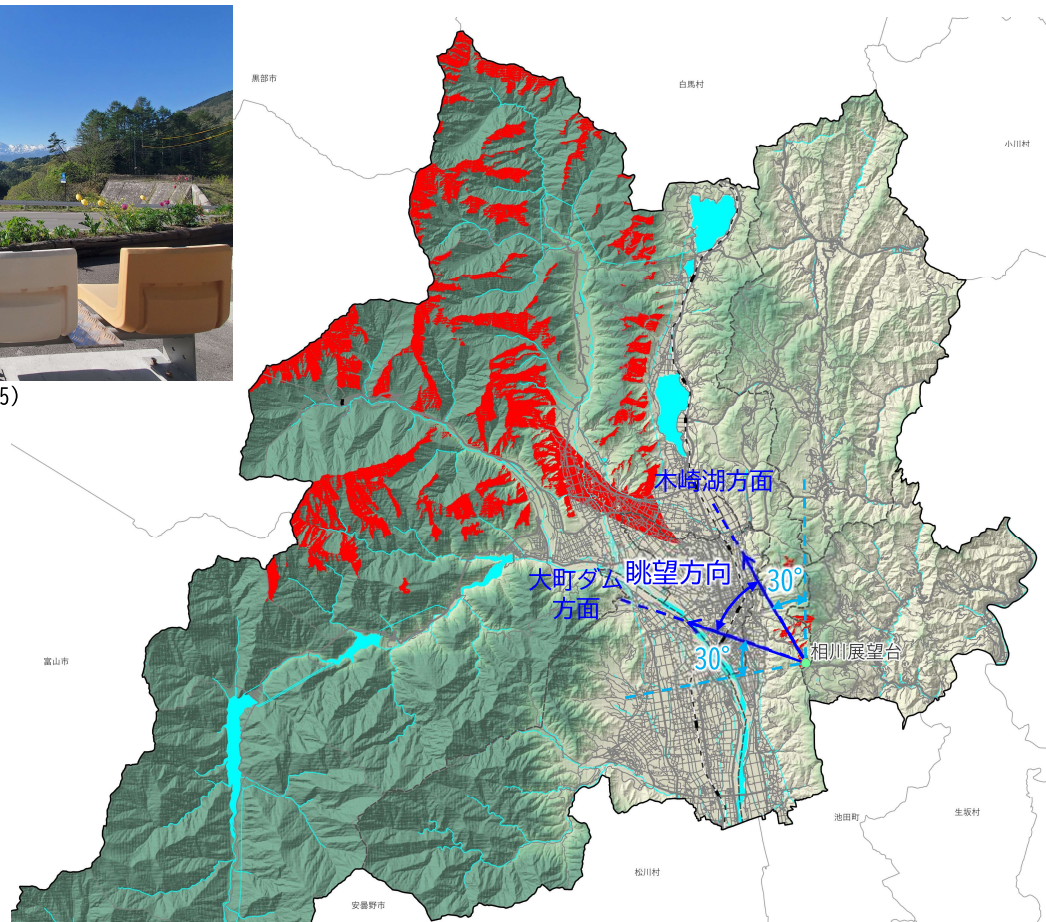 5)
黒部市
白馬村
小川村
木崎湖方面
眺望方向
30°
大町ダム
方面
30°
相川展望台
富山市
池田町
生坂村
松川村
安曇野市